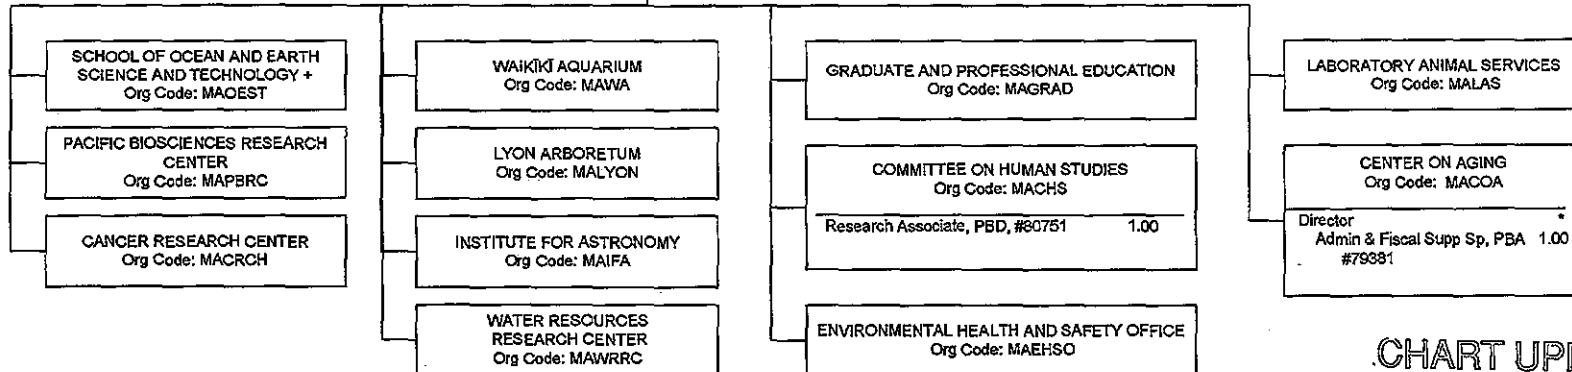 SCHOOL OF OCEAN AND EARTH
SCIENCE AND TECHNOLOGY +
Org Code: MAOEST
PACIFIC BIOSCIENCES RESEARCH
CENTER
Org Code: MAPBRC
CANCER RESEARCH CENTER
Org Code: MACRCH
WAIKĪKĪ AQUARIUM
Org Code: MAWA
LYON ARBORETUM
Org Code: MALYON
INSTITUTE FOR ASTRONOMY
Org Code: MAIFA
WATER RESOURCES
RESEARCH CENTER
Org Code: MAWRRC
GRADUATE AND PROFESSIONAL EDUCATION
Org Code: MAGRAD
COMMITTEE ON HUMAN STUDIES
Org Code: MACHS
Research Associate, PBD, #80751 1.00
ENVIRONMENTAL HEALTH AND SAFETY OFFICE
Org Code: MAEHSO
LABORATORY ANIMAL SERVICES
Org Code: MALAS
CENTER ON AGING
Org Code: MACOA
Director *
Admin & Fiscal Supp Sp, PBA 1.00
#79381
CHART